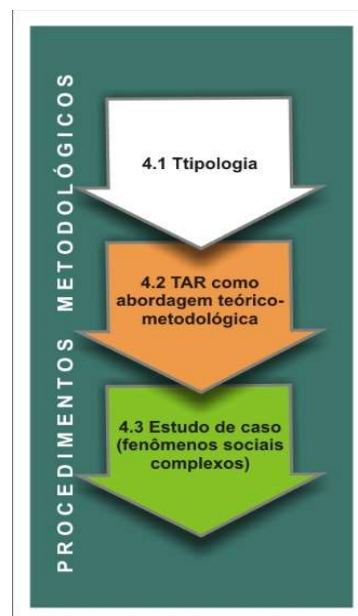 PROCEDIMENTOS METODOLÓGICOS
4.1 Ttipologia
4.2 TAR como
abordagem teórico-
metodológica
4.3 Estudo de caso
(fenômenos sociais
complexos)